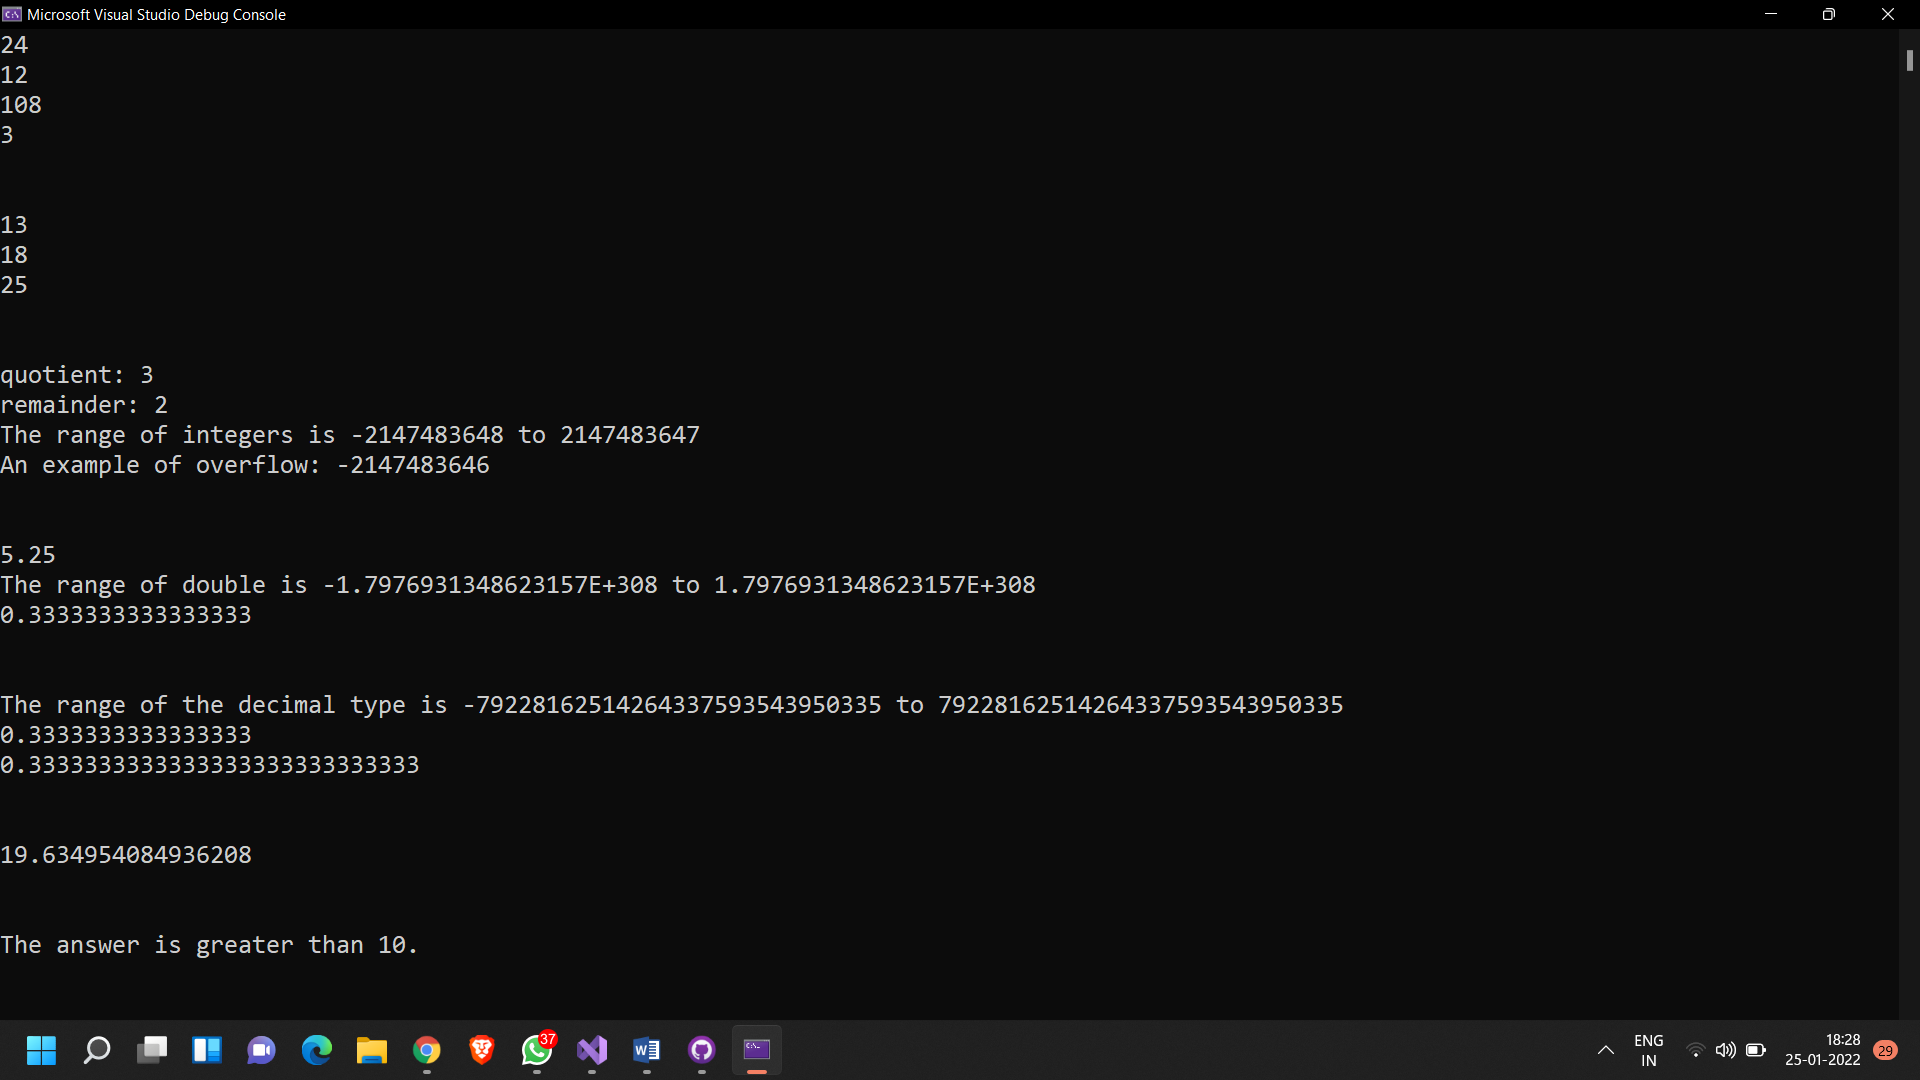 Microsoft Visual Studio Debug Console
24
12
108
3
13
18
25
quotient: 3
remainder: 2
The range of integers is -2147483648 to 2147483647
An example of overflow: -2147483646
5.25
The range of double is -1.7976931348623157E+308 to 1.7976931348623157E+308
0.3333333333333333
The range of the decimal type is -79228162514264337593543950335 to 79228162514264337593543950335
0.3333333333333333
0.3333333333333333333333333333
19.634954084936208
The answer is greater than 10.
37
ENG
IN
18:28
25-01-2022
29